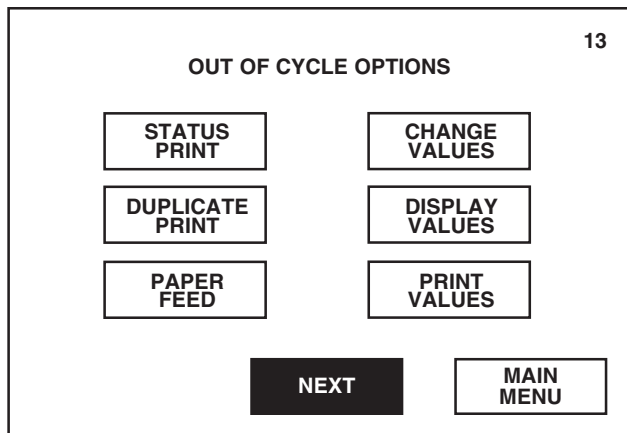 13
OUT OF CYCLE OPTIONS
STATUS
PRINT
CHANGE
VALUES
DUPLICATE
PRINT
DISPLAY
VALUES
PAPER
FEED
PRINT
VALUES
NEXT
MAIN
MENU